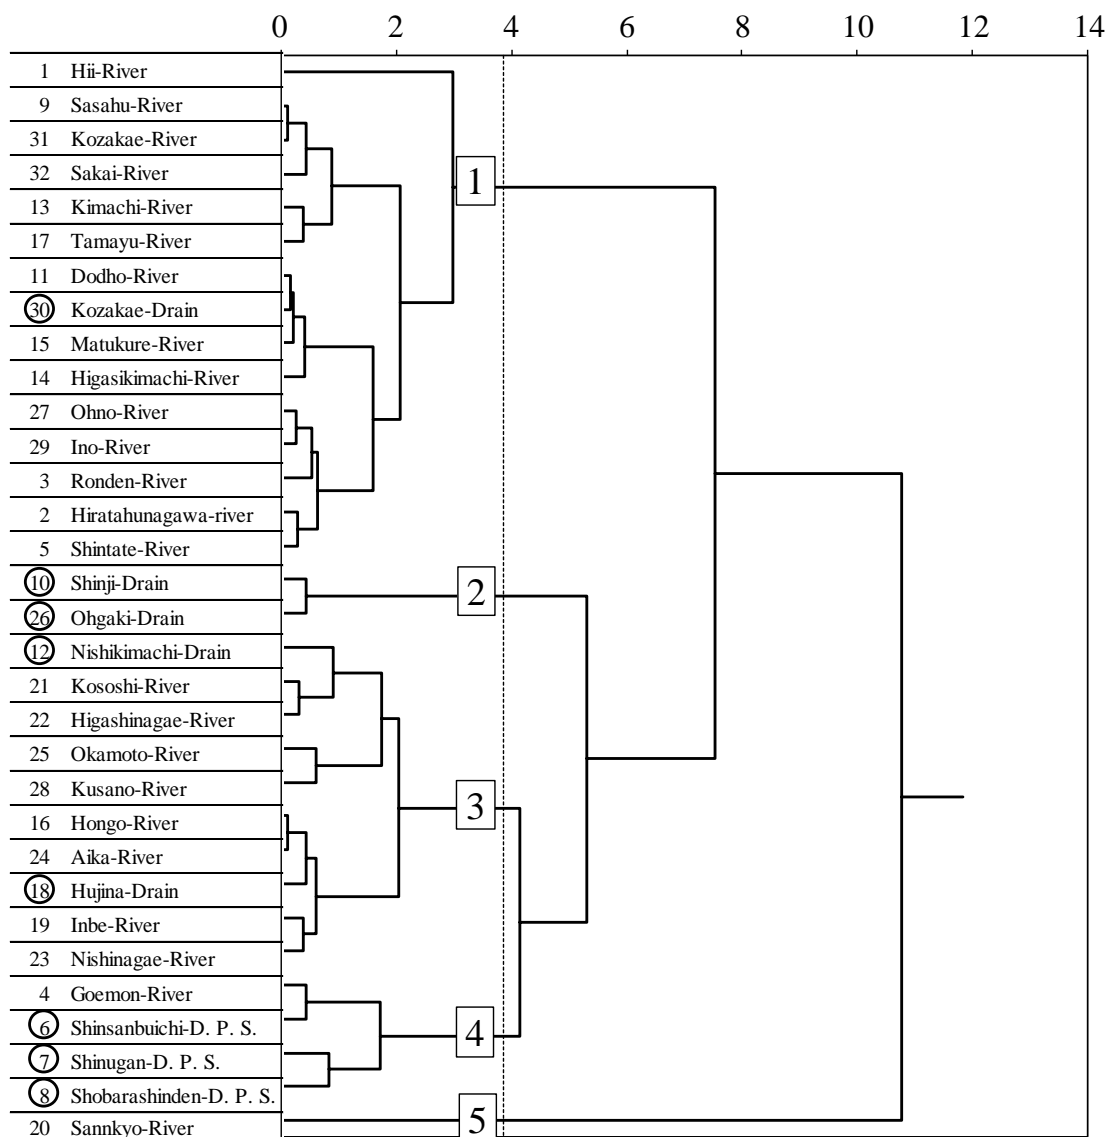 0 2 4 6 8 10 12 14
1 Hii-River
9 Sasahu-River
31 Kozakae-River
32 Sakai-River
13 Kimachi-River
17 Tamayu-River
11 Dodho-River
30 Kozakae-Drain
15 Matukure-River
14 Higasikimachi-River
27 Ohno-River
29 Ino-River
3 Ronden-River
2 Hiratahunagawa-river
5 Shintate-River
10 Shinji-Drain
26 Ohgaki-Drain
12 Nishikimachi-Drain
21 Kososhi-River
22 Higashinagae-River
25 Okamoto-River
28 Kusano-River
16 Hongo-River
24 Aika-River
18 Hujina-Drain
19 Inbe-River
23 Nishinagae-River
4 Goemon-River
6 Shinsanbuichi-D. P. S.
7 Shinugan-D. P. S.
8 Shobarashinden-D. P. S.
20 Sannkyo-River
1
2
3
4
5